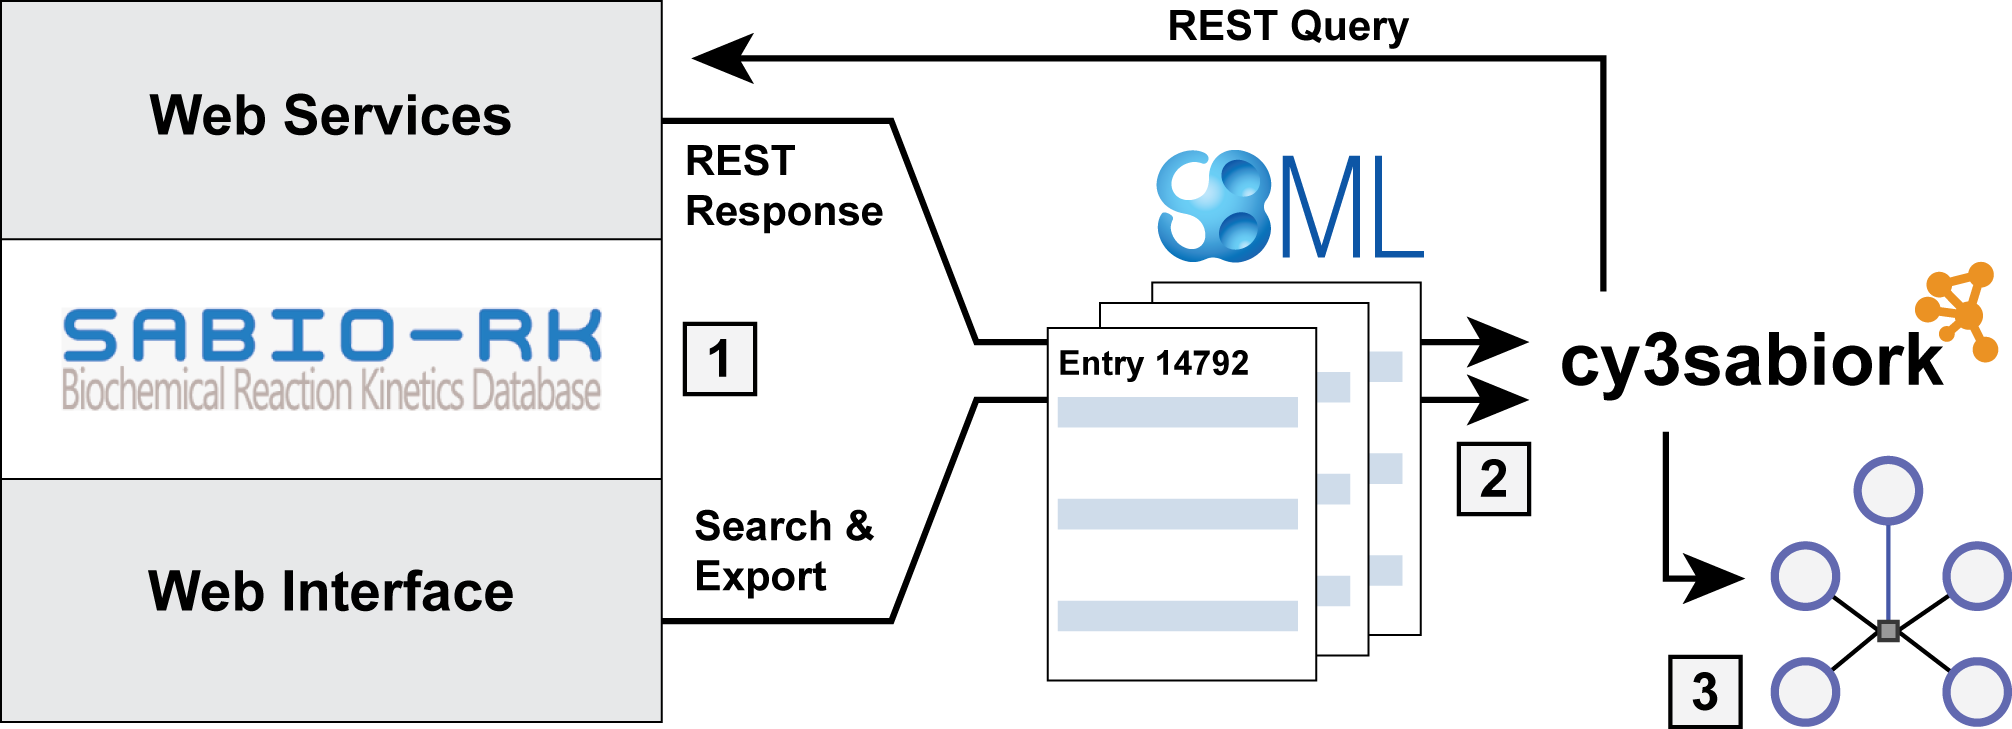 REST Query
Web Services
REST
Response
SBML
SABIO-RK
Biochemical Reaction Kinetics Database
1
Entry 14792
cy3sabiork
2
Search &
Export
Web Interface
3